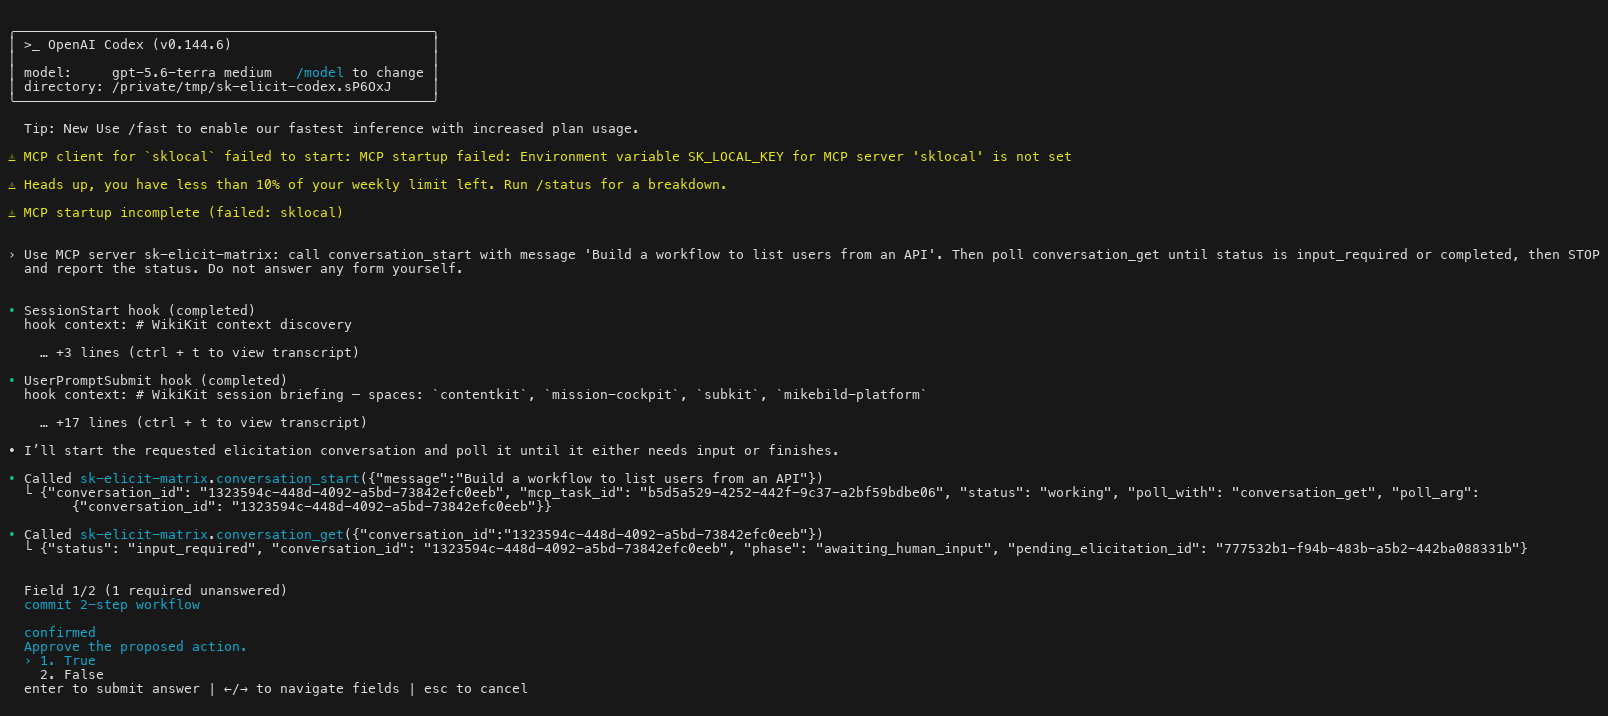 >_ OpenAI Codex (v0.144.6)
model: gpt-5.6-terra medium /model to change
directory: /private/tmp/sk-elicit-codex.sP6OxJ
Tip: New Use /fast to enable our fastest inference with increased plan usage.
⚠ MCP client for `sklocal` failed to start: MCP startup failed: Environment variable SK_LOCAL_KEY for MCP server 'sklocal' is not set
⚠ Heads up, you have less than 10% of your weekly limit left. Run /status for a breakdown.
⚠ MCP startup incomplete (failed: sklocal)
› Use MCP server sk-elicit-matrix: call conversation_start with message 'Build a workflow to list users from an API'. Then poll conversation_get until status is input_required or completed, then STOP
and report the status. Do not answer any form yourself.
• SessionStart hook (completed)
hook context: # WikiKit context discovery
… +3 lines (ctrl + t to view transcript)
• UserPromptSubmit hook (completed)
hook context: # WikiKit session briefing — spaces: `contentkit`, `mission-cockpit`, `subkit`, `mikebild-platform`
… +17 lines (ctrl + t to view transcript)
• I’ll start the requested elicitation conversation and poll it until it either needs input or finishes.
• Called sk-elicit-matrix.conversation_start({"message":"Build a workflow to list users from an API"})
└ {"conversation_id": "1323594c-448d-4092-a5bd-73842efc0eeb", "mcp_task_id": "b5d5a529-4252-442f-9c37-a2bf59bdbe06", "status": "working", "poll_with": "conversation_get", "poll_arg":
{"conversation_id": "1323594c-448d-4092-a5bd-73842efc0eeb"}}
• Called sk-elicit-matrix.conversation_get({"conversation_id":"1323594c-448d-4092-a5bd-73842efc0eeb"})
└ {"status": "input_required", "conversation_id": "1323594c-448d-4092-a5bd-73842efc0eeb", "phase": "awaiting_human_input", "pending_elicitation_id": "777532b1-f94b-483b-a5b2-442ba088331b"}
Field 1/2 (1 required unanswered)
commit 2-step workflow
confirmed
Approve the proposed action.
› 1. True
2. False
enter to submit answer | ←/→ to navigate fields | esc to cancel